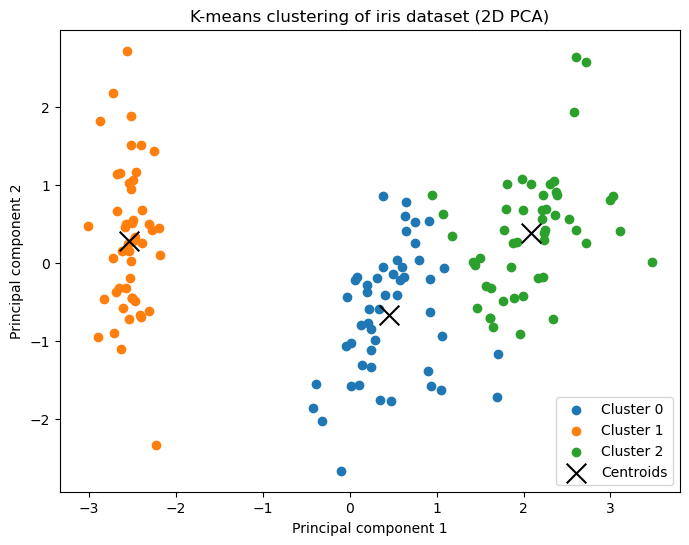 K-means clustering of iris dataset (2D PCA)
Principal component 2
2
1
0
−1
−2
−3
−2
−1
0
1
2
3
Principal component 1
Cluster 0
Cluster 1
Cluster 2
Centroids